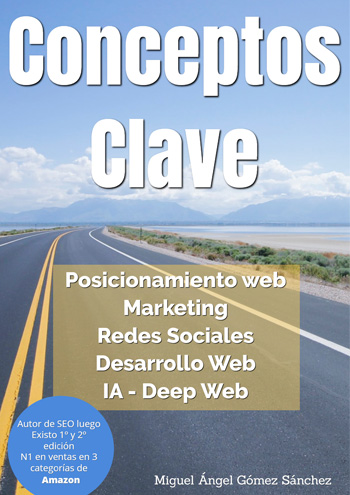 Conceptos
Clave
Posicionamiento web
Marketing
Redes Sociales
Desarrollo Web
IA - Deep Web
Autor de SEO luego
Existo 1º y 2º
edición
N1 en ventas en 3
categorías de
Amazon
Miguel Ángel Gómez Sánchez